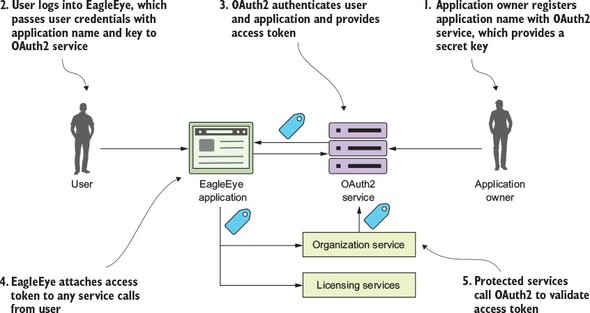 2. User logs into EagleEye, which
passes user credentials with
application name and key to
OAuth2 service
3. OAuth2 authenticates user
and application and provides
access token
1. Application owner registers
application name with OAuth2
service, which provides a
secret key
User
EagleEye
application
OAuth2
service
Application
owner
Organization service
Licensing services
4. EagleEye attaches access
token to any service calls
from user
5. Protected services
call OAuth2 to validate
access token